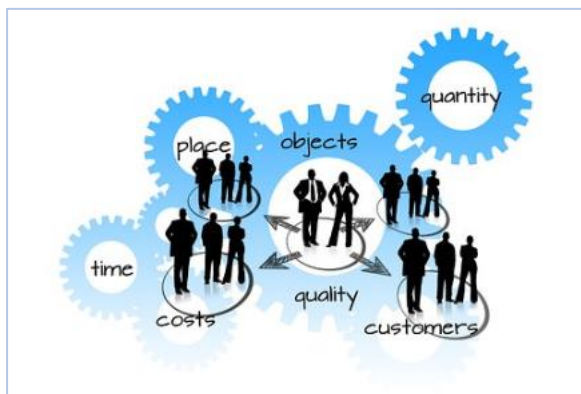 quantity
place
objects
time
quality
costs
customers